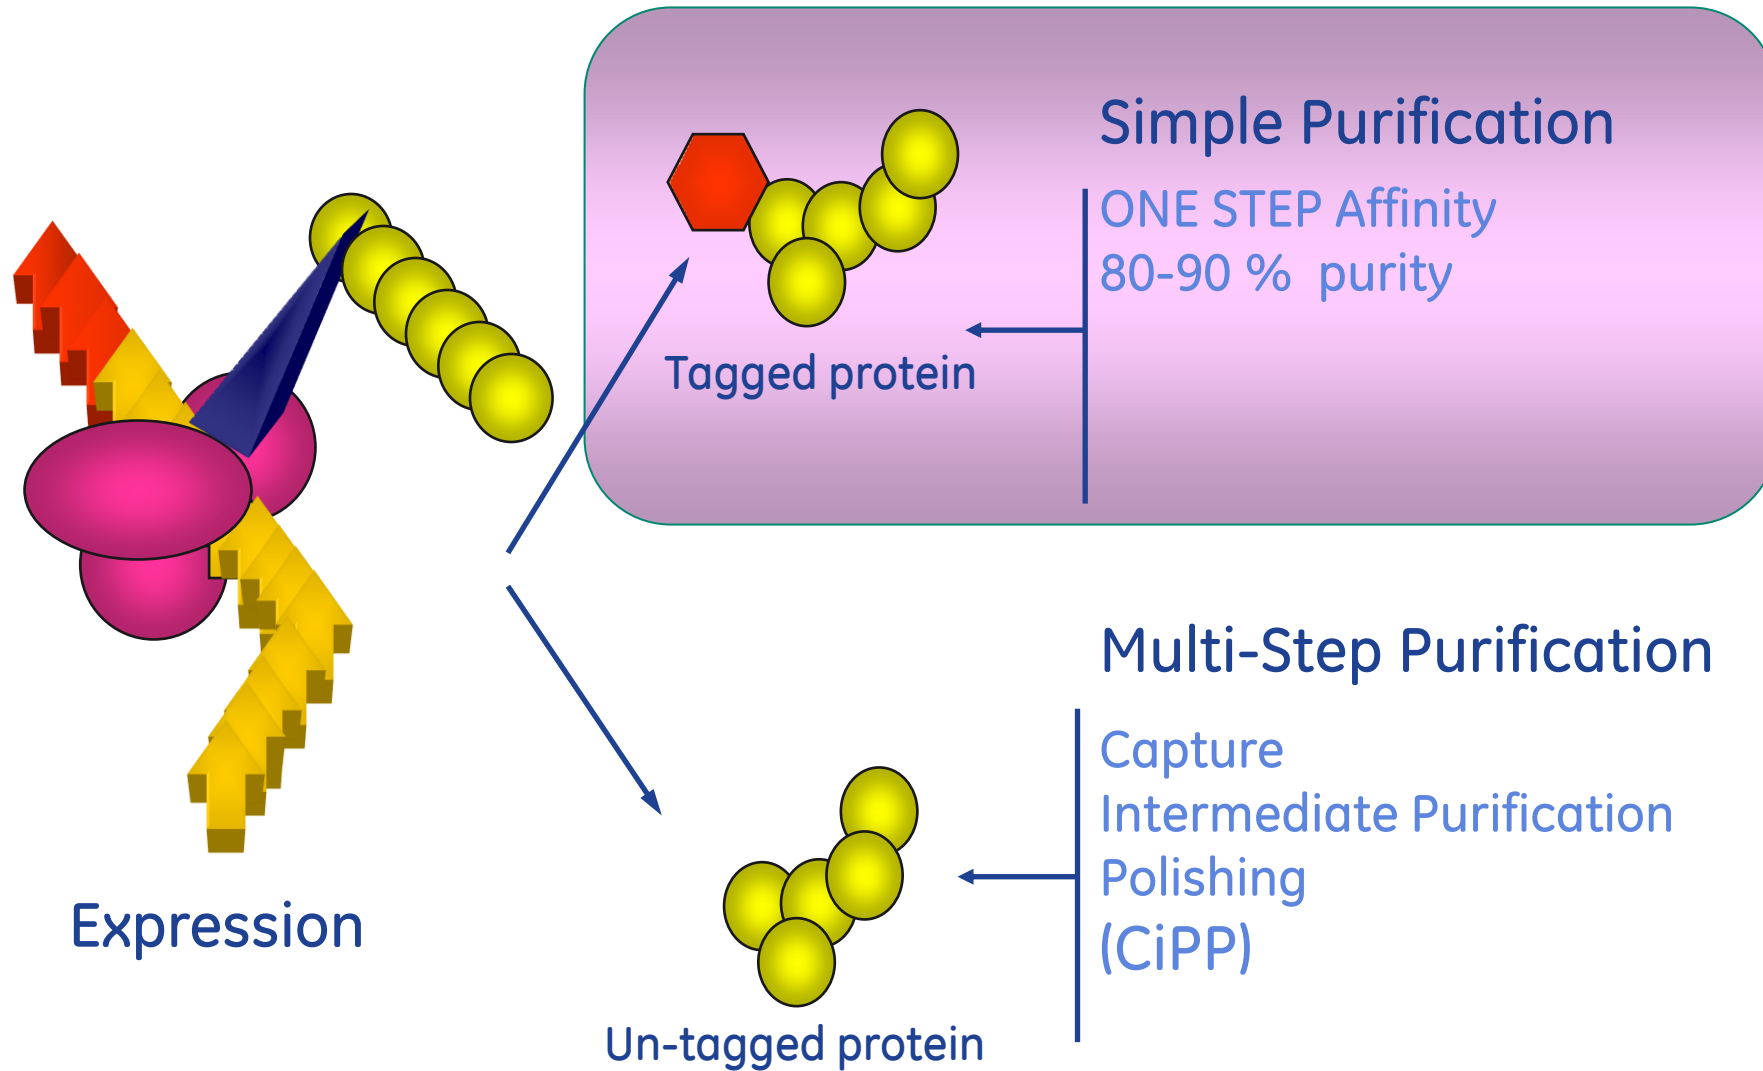 Simple Purification
ONE STEP Affinity
80-90 % purity
Tagged protein
Expression
Multi-Step Purification
Capture
Intermediate Purification
Polishing
(CiPP)
Un-tagged protein